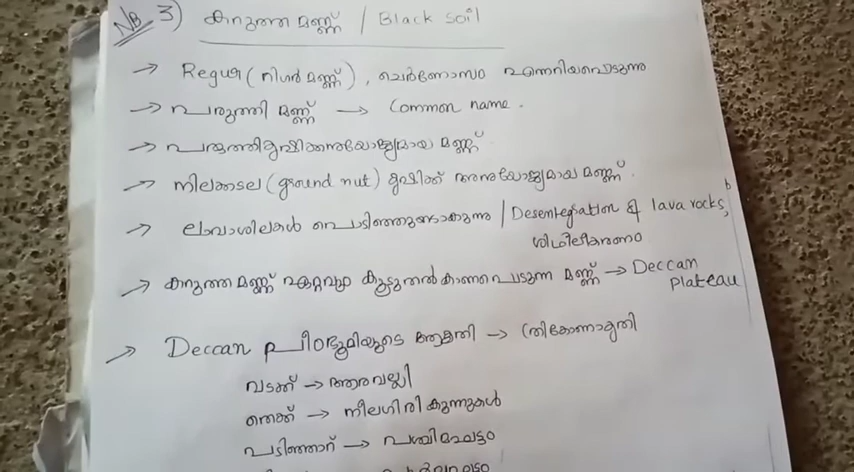 NB 3) കറുത്ത മണ്ണ് / Black soil
→ Regur (റിഗർ മണ്ണ്), ചെർണോസം എന്നറിയപ്പെടുന്നു
→ പരുത്തി മണ്ണ് → Common name.
→ പരുത്തികൃഷിക്കനുയോജ്യമായ മണ്ണ്
→ നിലക്കടല (ground nut) കൃഷിക്ക് അനുയോജ്യമായ മണ്ണ്.
→ ലാവാശിലകൾ പൊടിഞ്ഞുണ്ടാകുന്നു / Desentegration of lava rocks,
ശിഥിലീകരണം
→ കറുത്ത മണ്ണ് ഏറ്റവും കൂടുതൽ കാണപ്പെടുന്ന മണ്ണ് → Deccan
plateau
→ Deccan പീഠഭൂമിയുടെ ആകൃതി → ത്രികോണാകൃതി
വടക്ക് → ആരവല്ലി
തെക്ക് → നീലഗിരി കുന്നുകൾ
പടിഞ്ഞാറ് → പശ്ചിമഘട്ടം